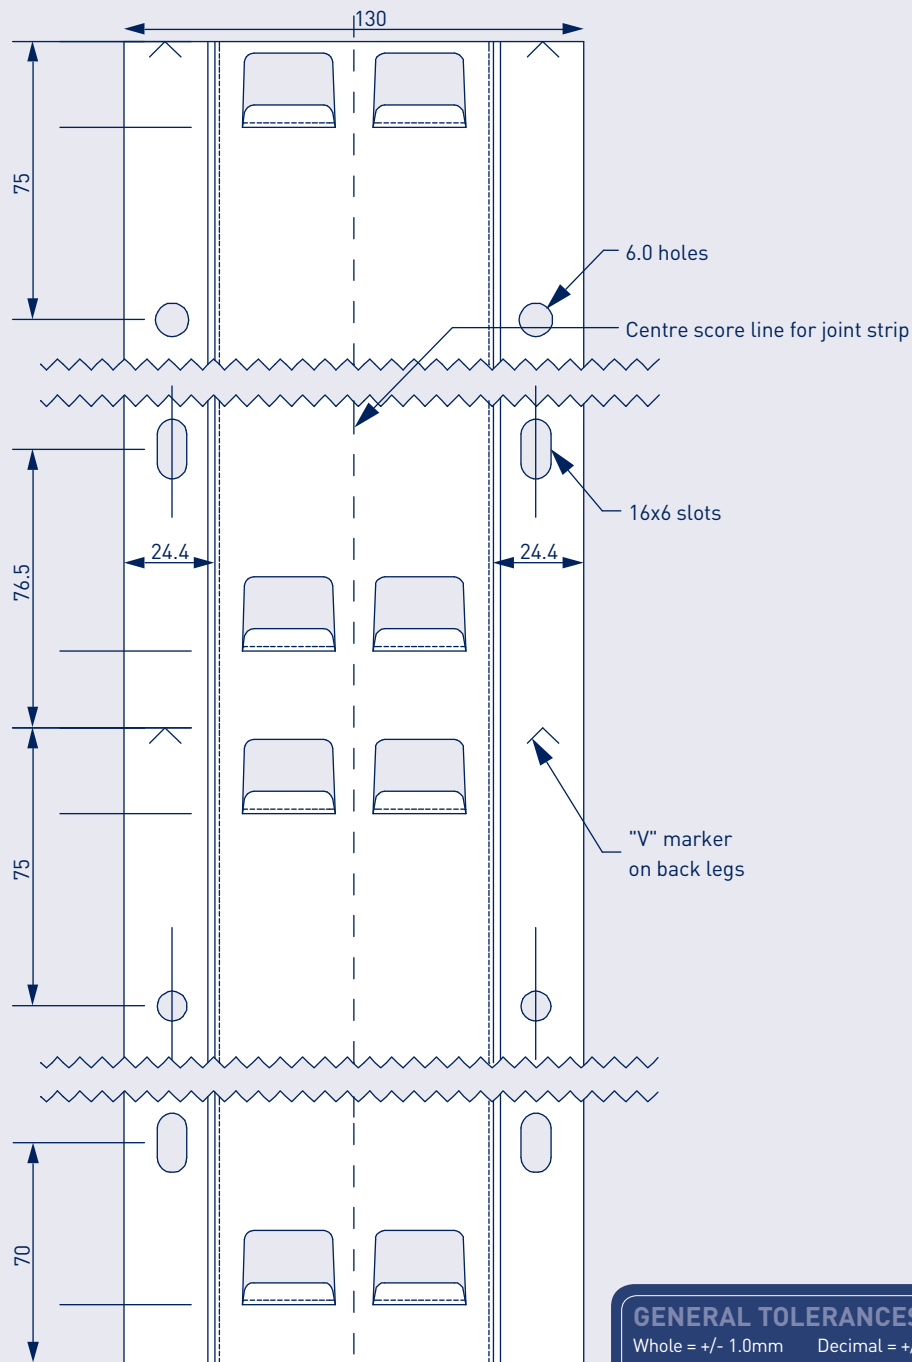 130
75
6.0 holes
Centre score line for joint strip
16x6 slots
24.4
24.4
76.5
"V" marker
on back legs
75
70
GENERAL TOLERANCES
Whole = +/- 1.0mm Decimal = +/